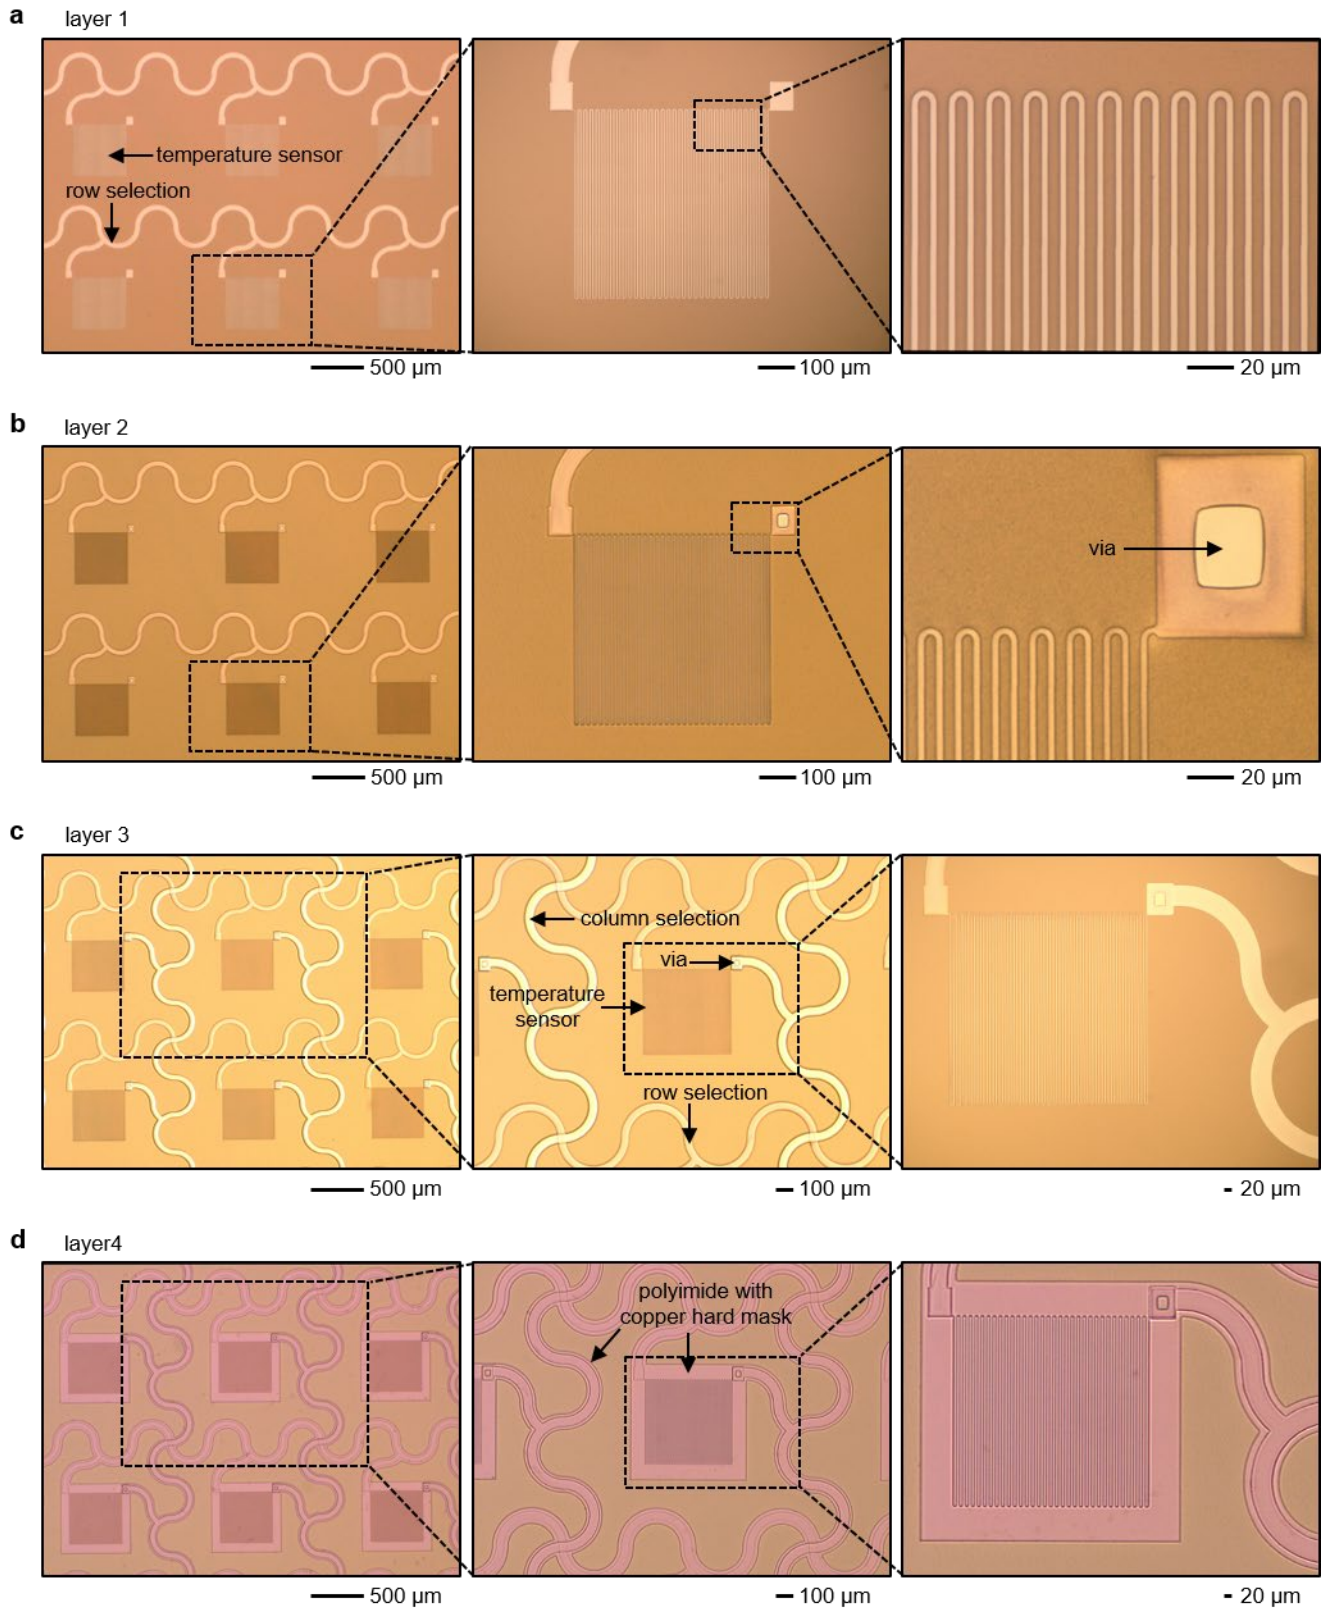 a layer 1
temperature sensor
row selection
500 µm
100 µm
20 µm
b layer 2
via
500 µm
100 µm
20 µm
c layer 3
column selection
via
temperature
sensor
row selection
500 µm
100 µm
20 µm
d layer4
polyimide with
copper hard mask
500 µm
100 µm
20 µm